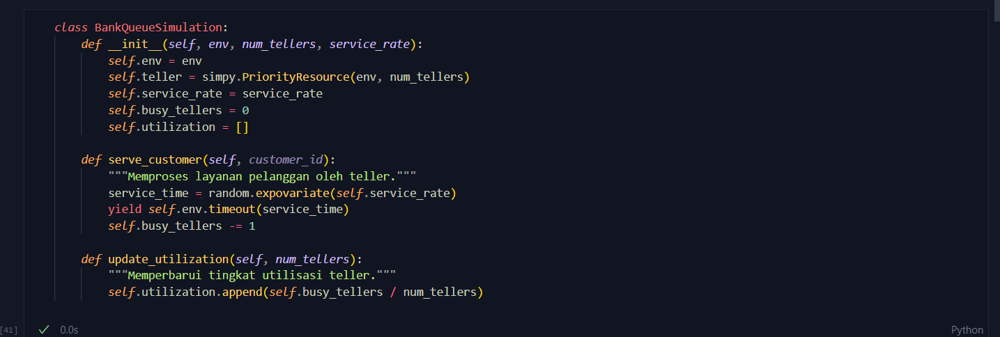 class BankQueueSimulation:
    def __init__(self, env, num_tellers, service_rate):
        self.env = env
        self.teller = simpy.PriorityResource(env, num_tellers)
        self.service_rate = service_rate
        self.busy_tellers = 0
        self.utilization = []

    def serve_customer(self, customer_id):
        """Memproses layanan pelanggan oleh teller."""
        service_time = random.expovariate(self.service_rate)
        yield self.env.timeout(service_time)
        self.busy_tellers -= 1

    def update_utilization(self, num_tellers):
        """Memperbarui tingkat utilisasi teller."""
        self.utilization.append(self.busy_tellers / num_tellers)
[41] ✓ 0.0s Python